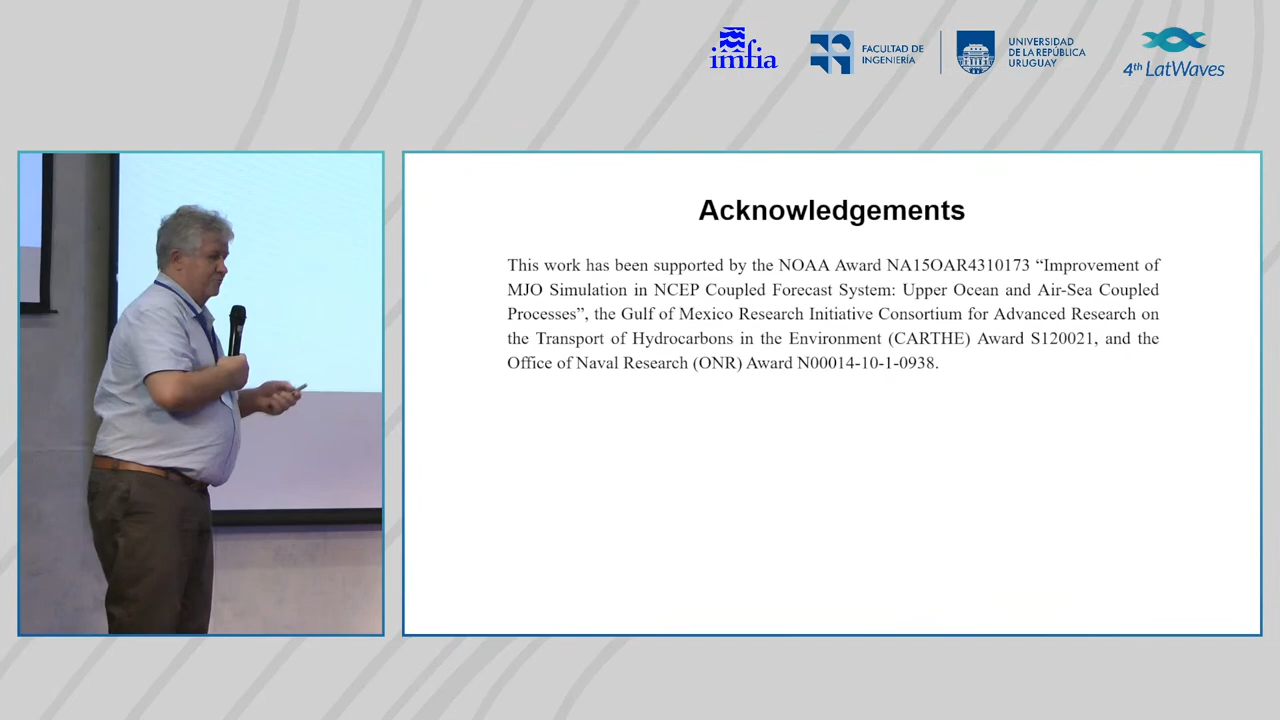 imfia
FACULTAD DE
INGENIERÍA
UNIVERSIDAD
DE LA REPÚBLICA
URUGUAY
4th LatWaves
Acknowledgements
This work has been supported by the NOAA Award NA15OAR4310173 “Improvement of
MJO Simulation in NCEP Coupled Forecast System: Upper Ocean and Air-Sea Coupled
Processes”, the Gulf of Mexico Research Initiative Consortium for Advanced Research on
the Transport of Hydrocarbons in the Environment (CARTHE) Award S120021, and the
Office of Naval Research (ONR) Award N00014-10-1-0938.